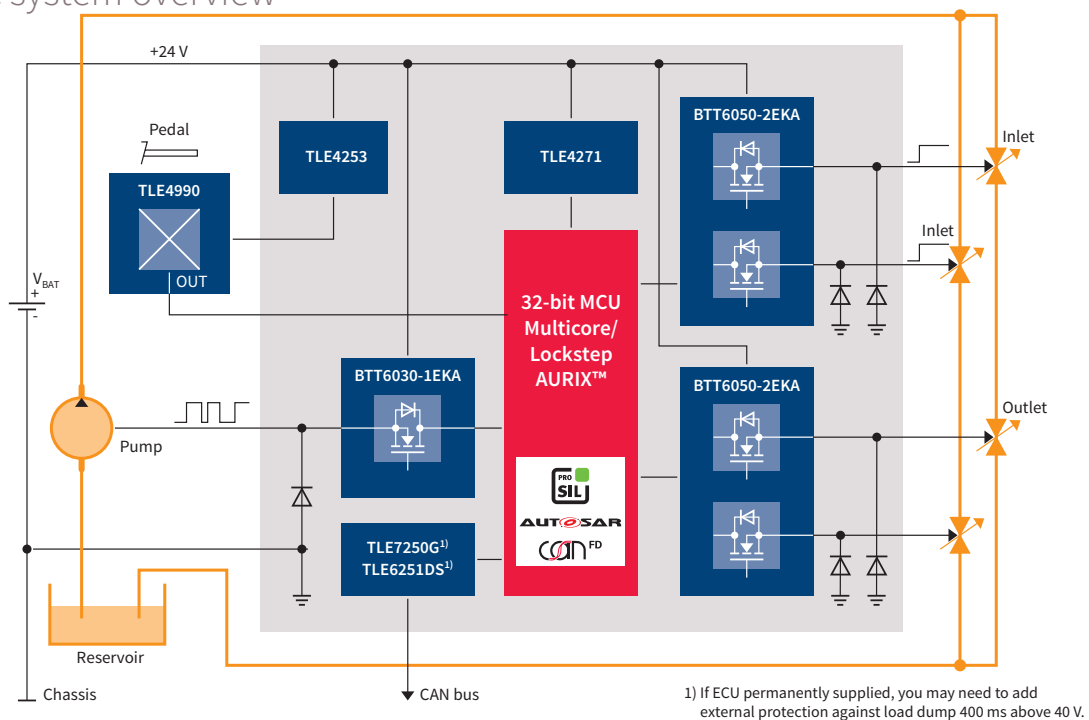 system overview
+24 V
Pedal
TLE4990
OUT
TLE4253
TLE4271
BTT6050-2EKA
Inlet
Inlet
V_BAT
+
-
32-bit MCU
Multicore/
Lockstep
AURIX™
PRO
SIL
AUTOSAR
CAN FD
BTT6030-1EKA
BTT6050-2EKA
Outlet
Pump
TLE7250G¹⁾
TLE6251DS¹⁾
Reservoir
Chassis
CAN bus
1) If ECU permanently supplied, you may need to add
external protection against load dump 400 ms above 40 V.